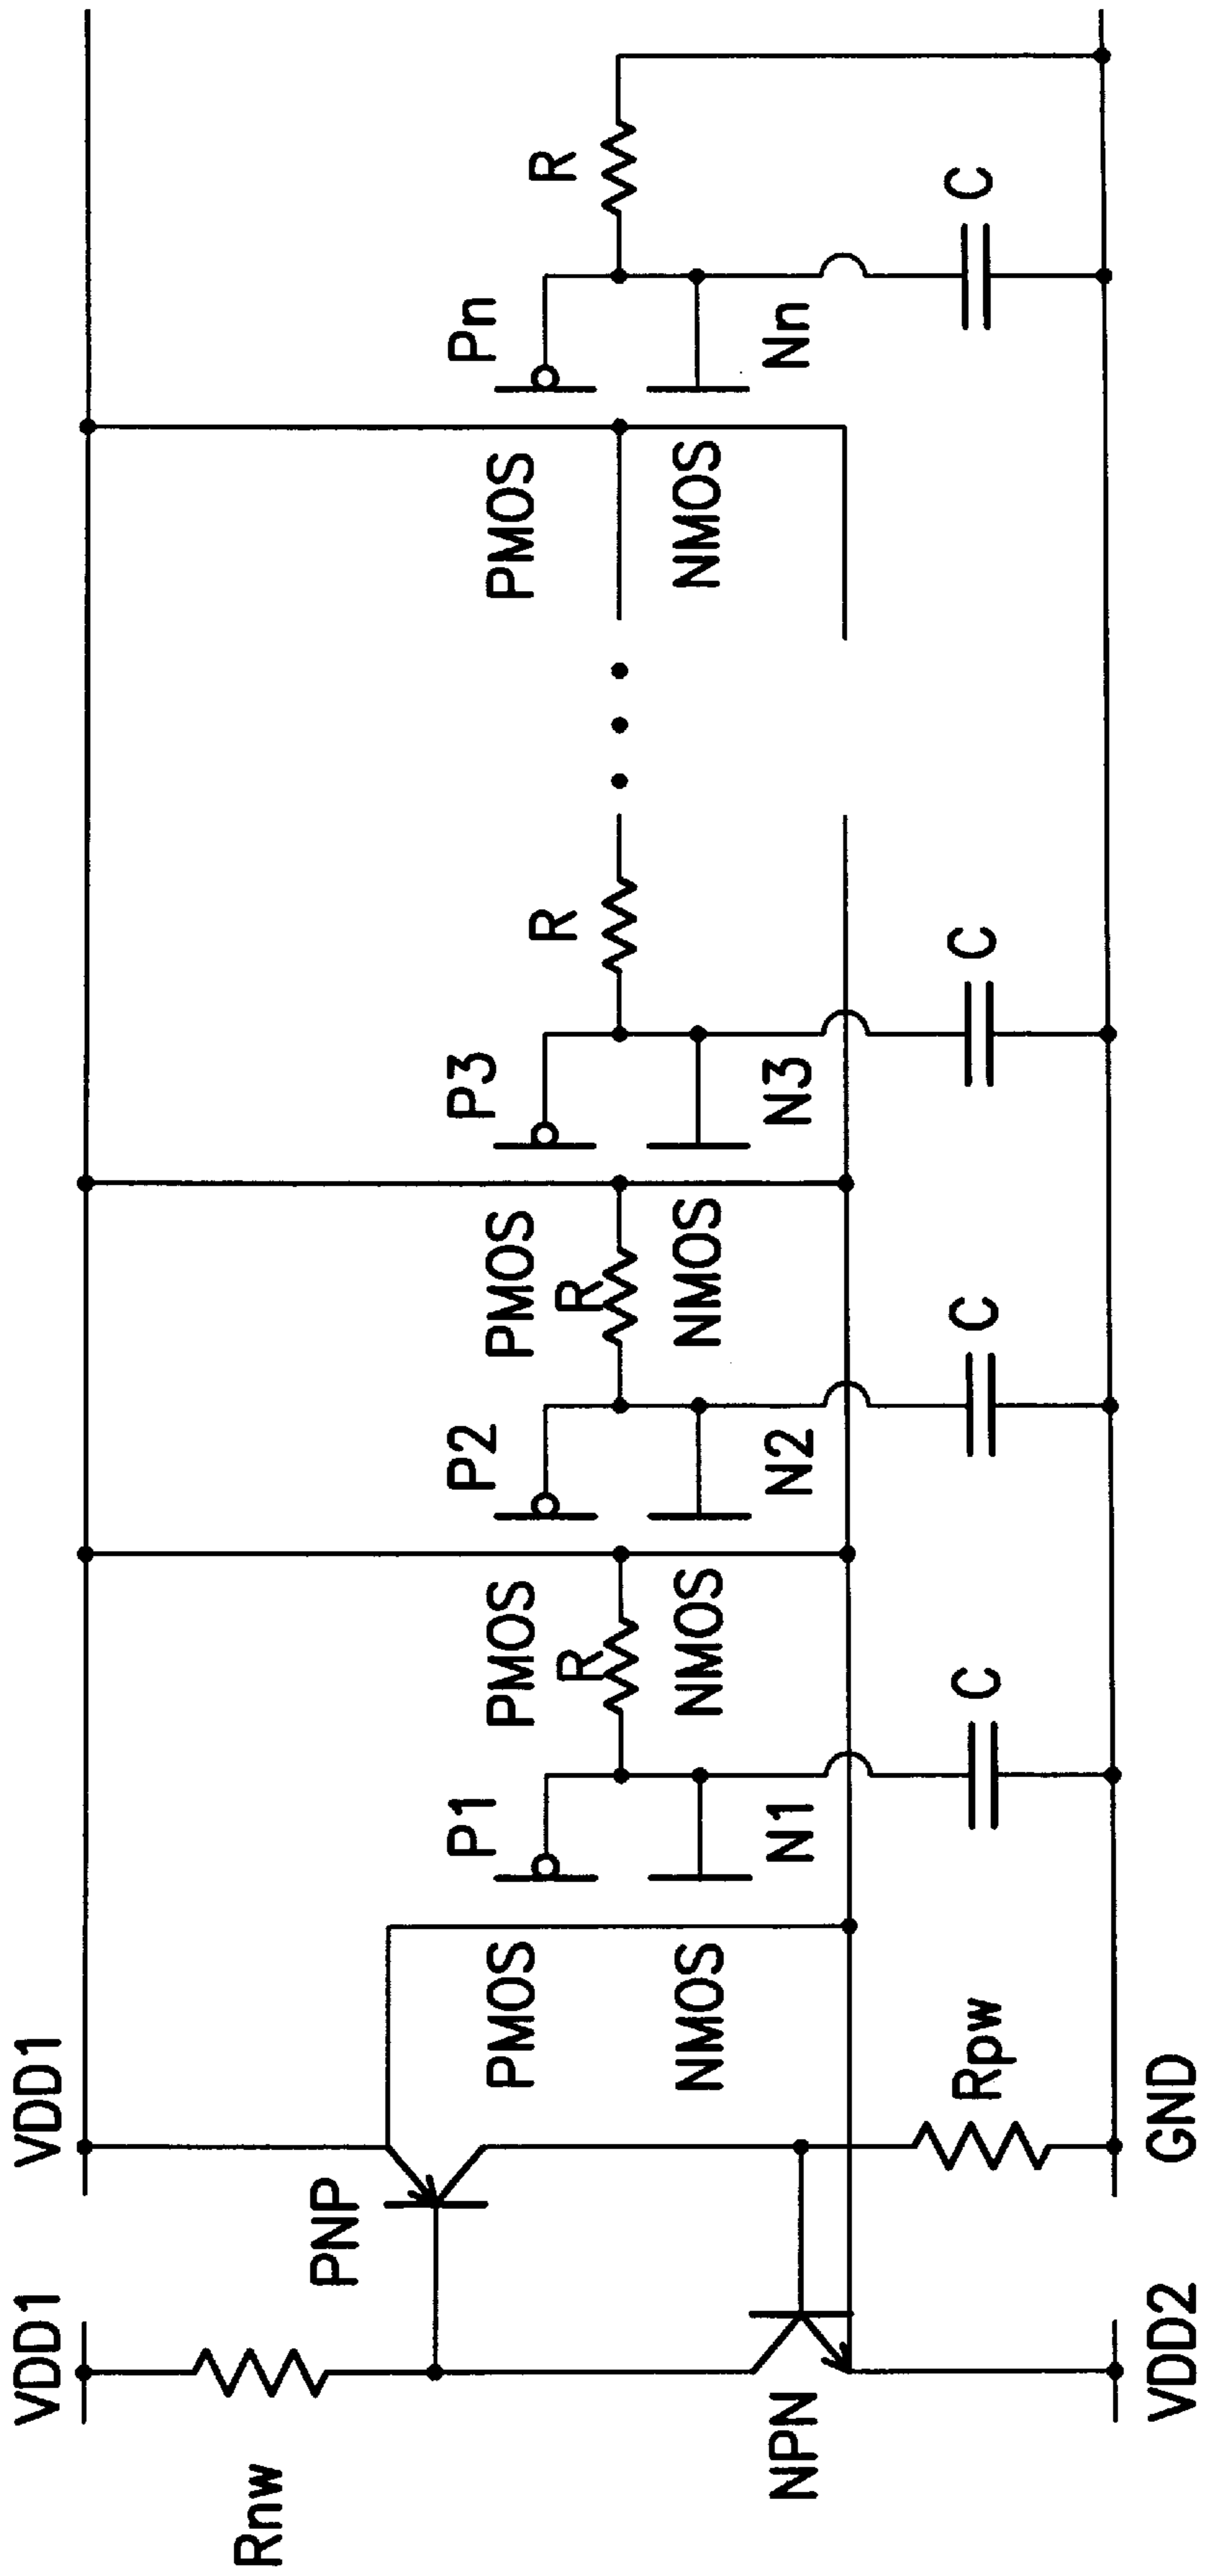 VDD1
VDD1
Rnw
PNP
NPN
Rpw
VDD2
GND
P1
PMOS
NMOS
N1
R
C
P2
PMOS
NMOS
N2
R
C
P3
PMOS
NMOS
N3
R
C
Pn
PMOS
NMOS
Nn
R
C